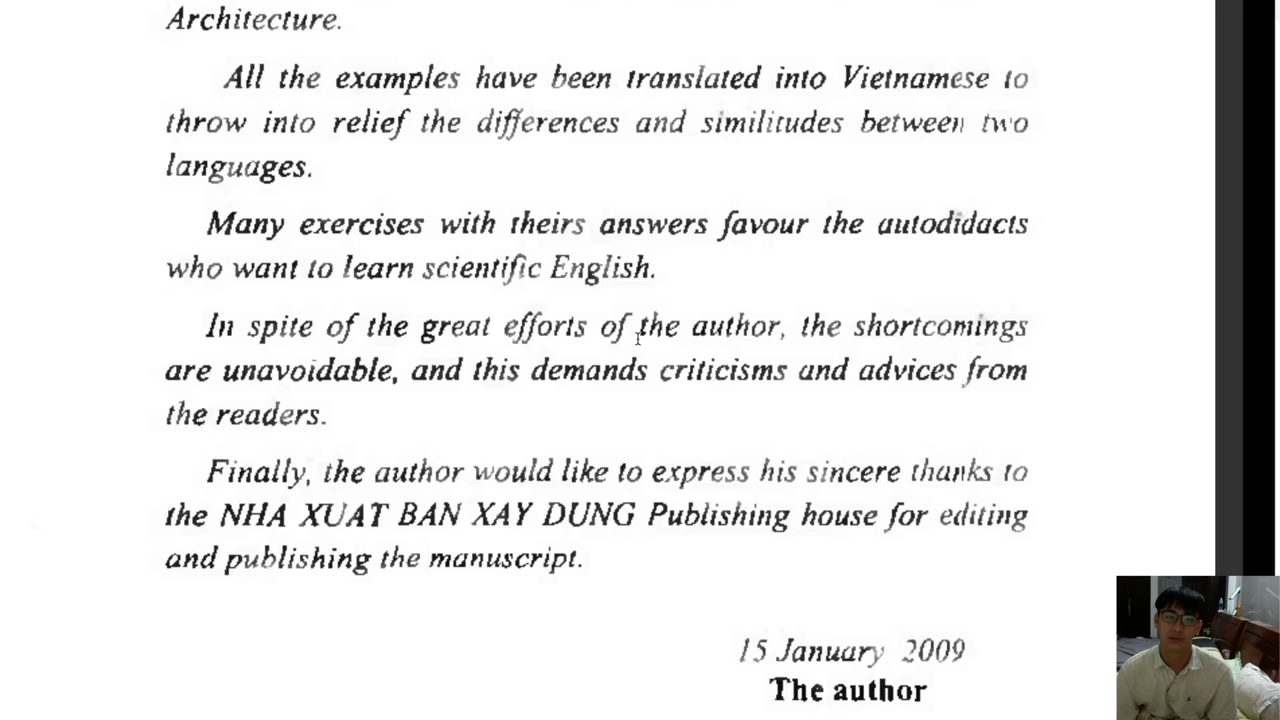 Architecture.
All the examples have been translated into Vietnamese to
throw into relief the differences and similitudes between two
languages.
Many exercises with theirs answers favour the autodidacts
who want to learn scientific English.
In spite of the great efforts of the author, the shortcomings
are unavoidable, and this demands criticisms and advices from
the readers.
Finally, the author would like to express his sincere thanks to
the NHA XUAT BAN XAY DUNG Publishing house for editing
and publishing the manuscript.
15 January 2009
The author